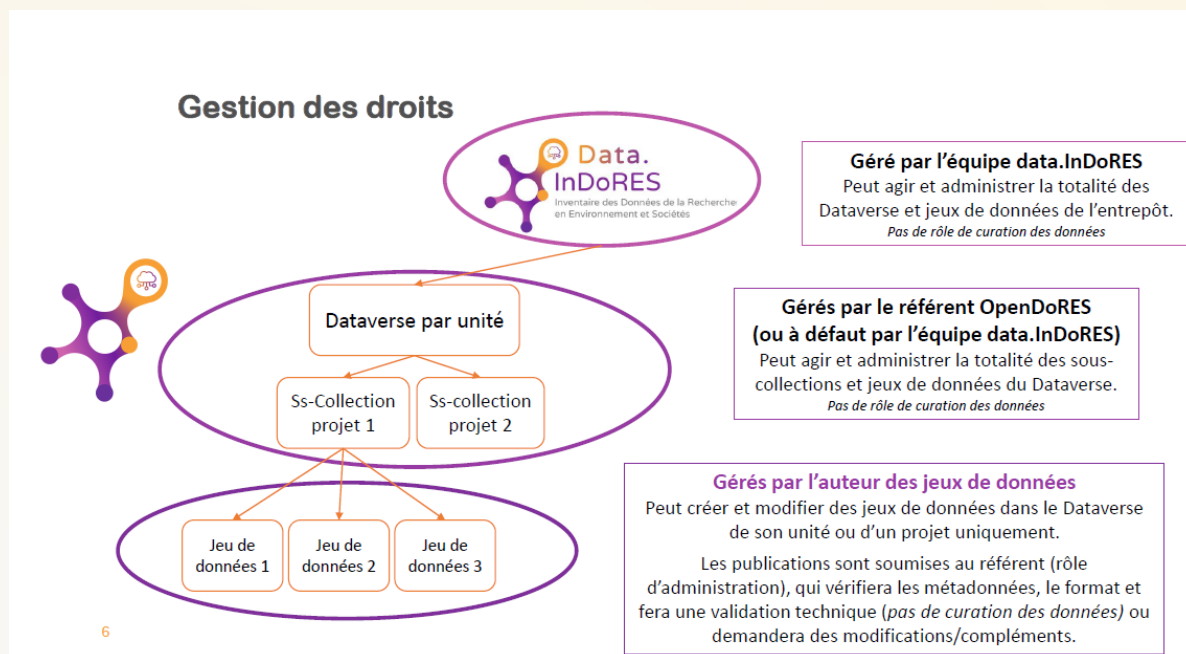 Gestion des droits
Data.
InDoRES
Inventaire des Données de la Recherche
en Environnement et Sociétés
Géré par l'équipe data.InDoRES
Peut agir et administrer la totalité des
Dataverse et jeux de données de l'entrepôt.
Pas de rôle de curation des données
Dataverse par unité
Ss-Collection
projet 1
Ss-collection
projet 2
Gérés par le référent OpenDoRES
(ou à défaut par l'équipe data.InDoRES)
Peut agir et administrer la totalité des sous-
collections et jeux de données du Dataverse.
Pas de rôle de curation des données
Jeu de
données 1
Jeu de
données 2
Jeu de
données 3
Gérés par l'auteur des jeux de données
Peut créer et modifier des jeux de données dans le Dataverse
de son unité ou d'un projet uniquement.
Les publications sont soumises au référent (rôle
d'administration), qui vérifiera les métadonnées, le format et
fera une validation technique (pas de curation des données) ou
demandera des modifications/compléments.
6